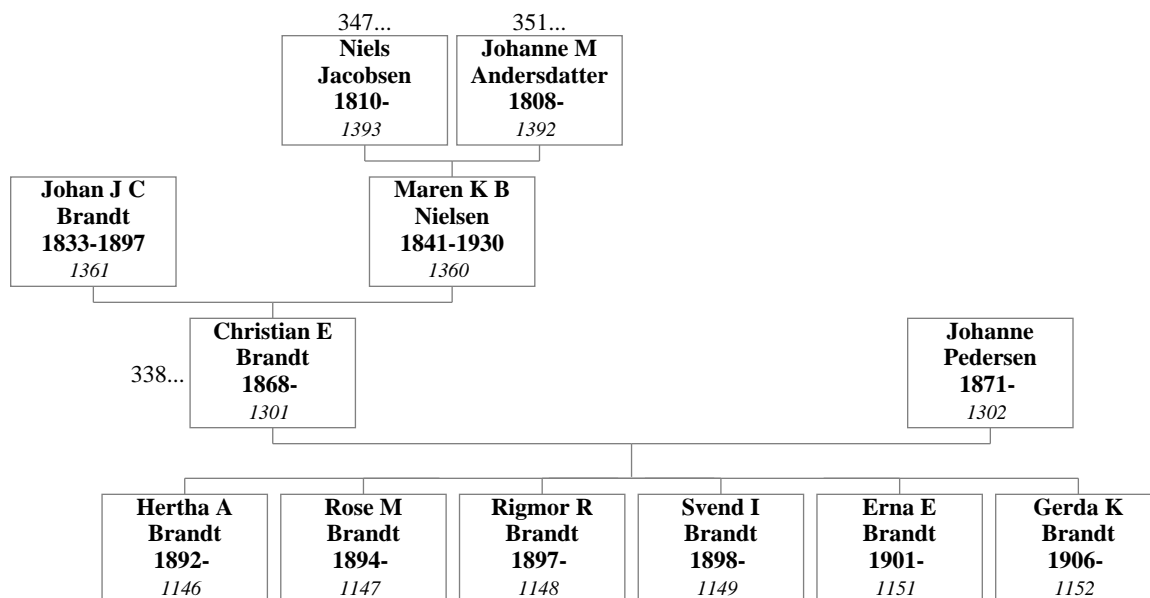 347...
351...
Niels
Jacobsen
1810-
1393
Johanne M
Andersdatter
1808-
1392
Johan J C
Brandt
1833-1897
1361
Maren K B
Nielsen
1841-1930
1360
338...
Christian E
Brandt
1868-
1301
Johanne
Pedersen
1871-
1302
Hertha A
Brandt
1892-
1146
Rose M
Brandt
1894-
1147
Rigmor R
Brandt
1897-
1148
Svend I
Brandt
1898-
1149
Erna E
Brandt
1901-
1151
Gerda K
Brandt
1906-
1152